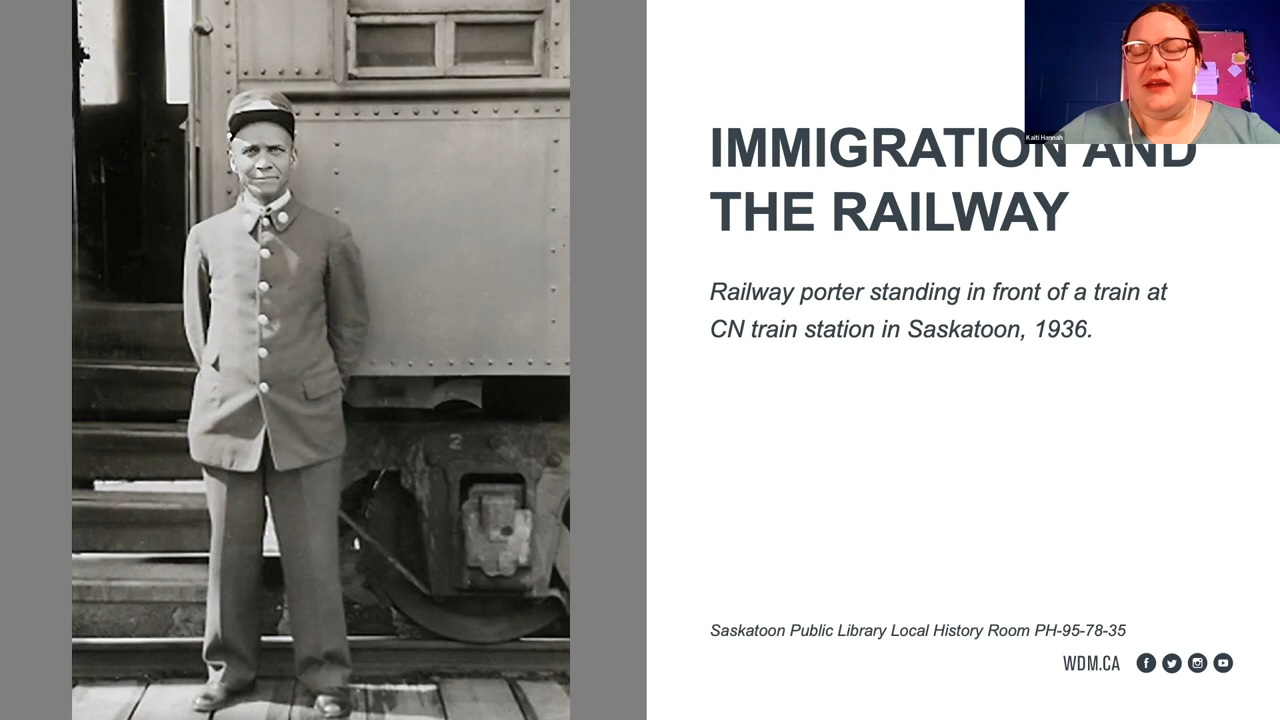 Kaiti Hannah
IMMIGRATION AND
THE RAILWAY
Railway porter standing in front of a train at
CN train station in Saskatoon, 1936.
2
Saskatoon Public Library Local History Room PH-95-78-35
WDM.CA